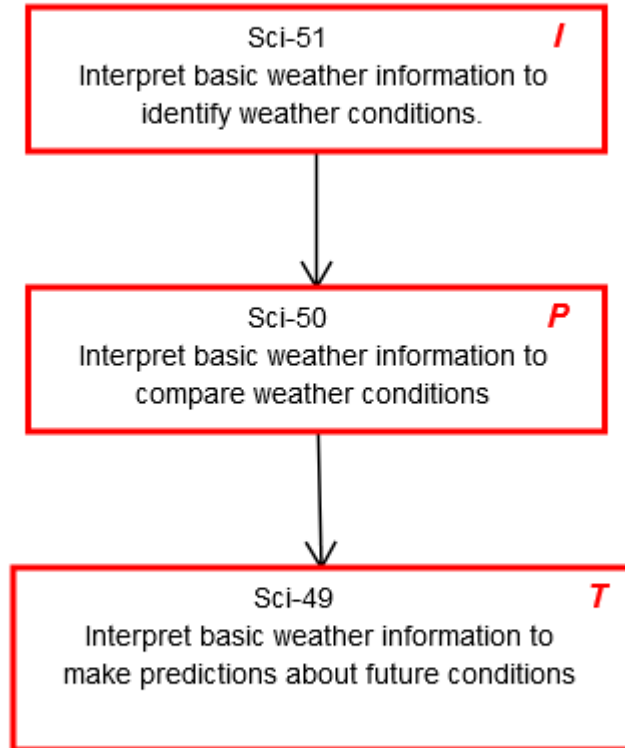 Sci-51 I
Interpret basic weather information to
identify weather conditions.
Sci-50 P
Interpret basic weather information to
compare weather conditions
Sci-49 T
Interpret basic weather information to
make predictions about future conditions